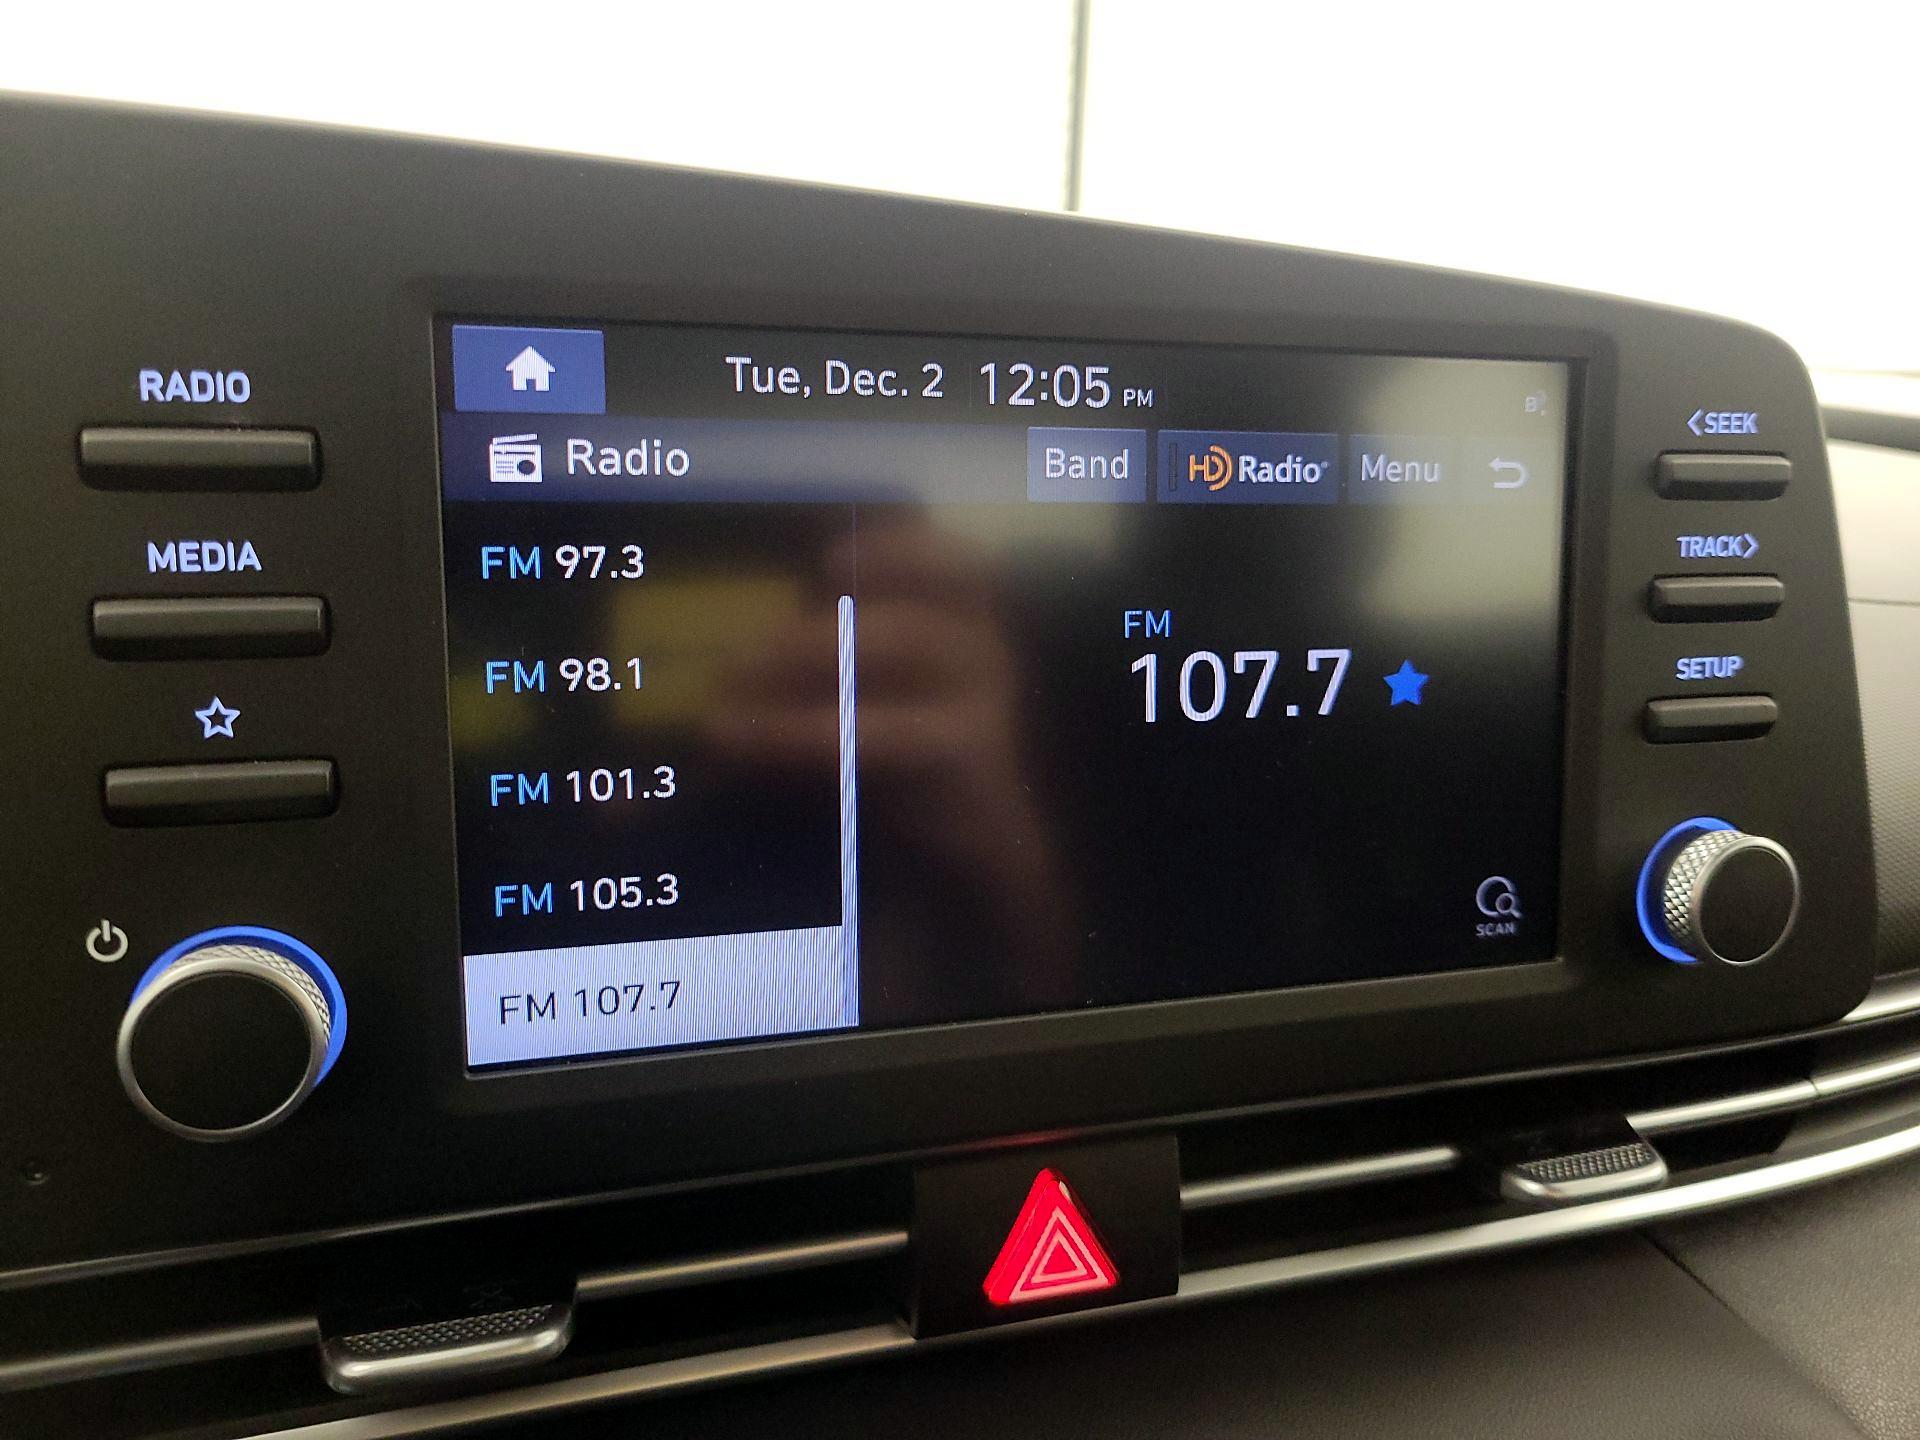 RADIO
MEDIA
Tue, Dec. 2 12:05 PM
Radio
Band
HD Radio
Menu
FM 97.3
FM 98.1
FM 101.3
FM 105.3
FM 107.7
FM
107.7
SCAN
<SEEK
TRACK>
SETUP